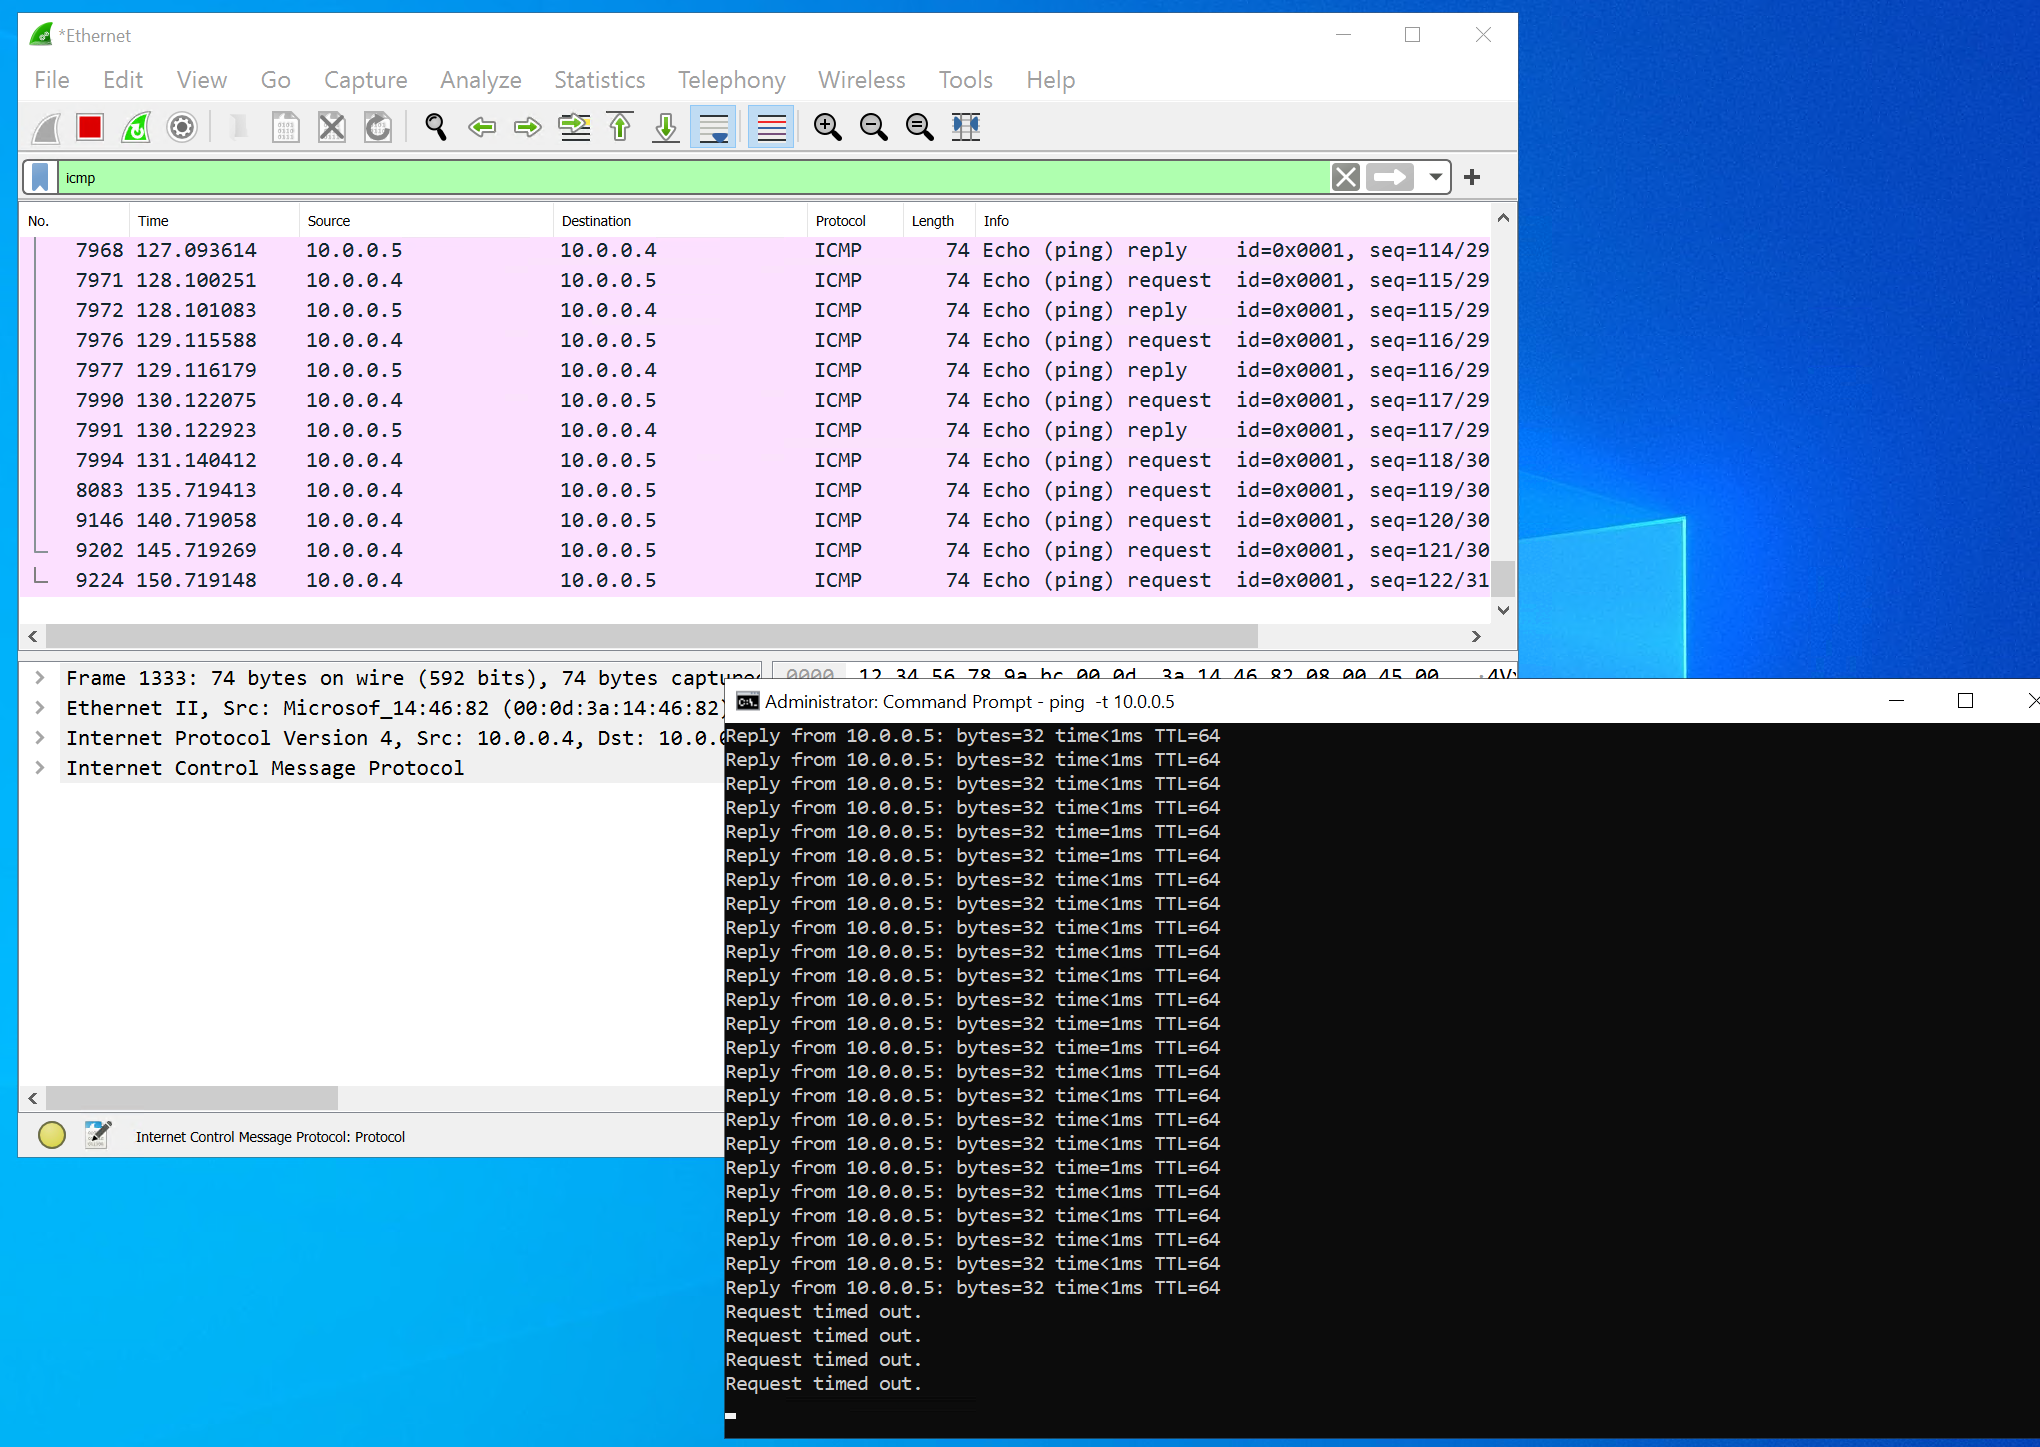 *Ethernet
File Edit View Go Capture Analyze Statistics Telephony Wireless Tools Help
icmp
No. Time Source Destination Protocol Length Info
7968 127.093614 10.0.0.5 10.0.0.4 ICMP 74 Echo (ping) reply id=0x0001, seq=114/29
7971 128.100251 10.0.0.4 10.0.0.5 ICMP 74 Echo (ping) request id=0x0001, seq=115/29
7972 128.101083 10.0.0.5 10.0.0.4 ICMP 74 Echo (ping) reply id=0x0001, seq=115/29
7976 129.115588 10.0.0.4 10.0.0.5 ICMP 74 Echo (ping) request id=0x0001, seq=116/29
7977 129.116179 10.0.0.5 10.0.0.4 ICMP 74 Echo (ping) reply id=0x0001, seq=116/29
7990 130.122075 10.0.0.4 10.0.0.5 ICMP 74 Echo (ping) request id=0x0001, seq=117/29
7991 130.122923 10.0.0.5 10.0.0.4 ICMP 74 Echo (ping) reply id=0x0001, seq=117/29
7994 131.140412 10.0.0.4 10.0.0.5 ICMP 74 Echo (ping) request id=0x0001, seq=118/30
8083 135.719413 10.0.0.4 10.0.0.5 ICMP 74 Echo (ping) request id=0x0001, seq=119/30
9146 140.719058 10.0.0.4 10.0.0.5 ICMP 74 Echo (ping) request id=0x0001, seq=120/30
9202 145.719269 10.0.0.4 10.0.0.5 ICMP 74 Echo (ping) request id=0x0001, seq=121/30
9224 150.719148 10.0.0.4 10.0.0.5 ICMP 74 Echo (ping) request id=0x0001, seq=122/31
Frame 1333: 74 bytes on wire (592 bits), 74 bytes
Ethernet II, Src: Microsof_14:46:82 (00:0d:3a:14:46:82)
Internet Protocol Version 4, Src: 10.0.0.4, Dst: 10.0.
Internet Control Message Protocol
0000 12 34 56 78 9a bc 00 0d 3a 14 46 82 08 00 45 00
Internet Control Message Protocol: Protocol
Administrator: Command Prompt - ping -t 10.0.0.5
Reply from 10.0.0.5: bytes=32 time<1ms TTL=64
Reply from 10.0.0.5: bytes=32 time<1ms TTL=64
Reply from 10.0.0.5: bytes=32 time<1ms TTL=64
Reply from 10.0.0.5: bytes=32 time<1ms TTL=64
Reply from 10.0.0.5: bytes=32 time=1ms TTL=64
Reply from 10.0.0.5: bytes=32 time=1ms TTL=64
Reply from 10.0.0.5: bytes=32 time<1ms TTL=64
Reply from 10.0.0.5: bytes=32 time<1ms TTL=64
Reply from 10.0.0.5: bytes=32 time<1ms TTL=64
Reply from 10.0.0.5: bytes=32 time<1ms TTL=64
Reply from 10.0.0.5: bytes=32 time<1ms TTL=64
Reply from 10.0.0.5: bytes=32 time<1ms TTL=64
Reply from 10.0.0.5: bytes=32 time=1ms TTL=64
Reply from 10.0.0.5: bytes=32 time=1ms TTL=64
Reply from 10.0.0.5: bytes=32 time<1ms TTL=64
Reply from 10.0.0.5: bytes=32 time<1ms TTL=64
Reply from 10.0.0.5: bytes=32 time<1ms TTL=64
Reply from 10.0.0.5: bytes=32 time<1ms TTL=64
Reply from 10.0.0.5: bytes=32 time=1ms TTL=64
Reply from 10.0.0.5: bytes=32 time<1ms TTL=64
Reply from 10.0.0.5: bytes=32 time<1ms TTL=64
Reply from 10.0.0.5: bytes=32 time<1ms TTL=64
Reply from 10.0.0.5: bytes=32 time<1ms TTL=64
Reply from 10.0.0.5: bytes=32 time<1ms TTL=64
Request timed out.
Request timed out.
Request timed out.
Request timed out.